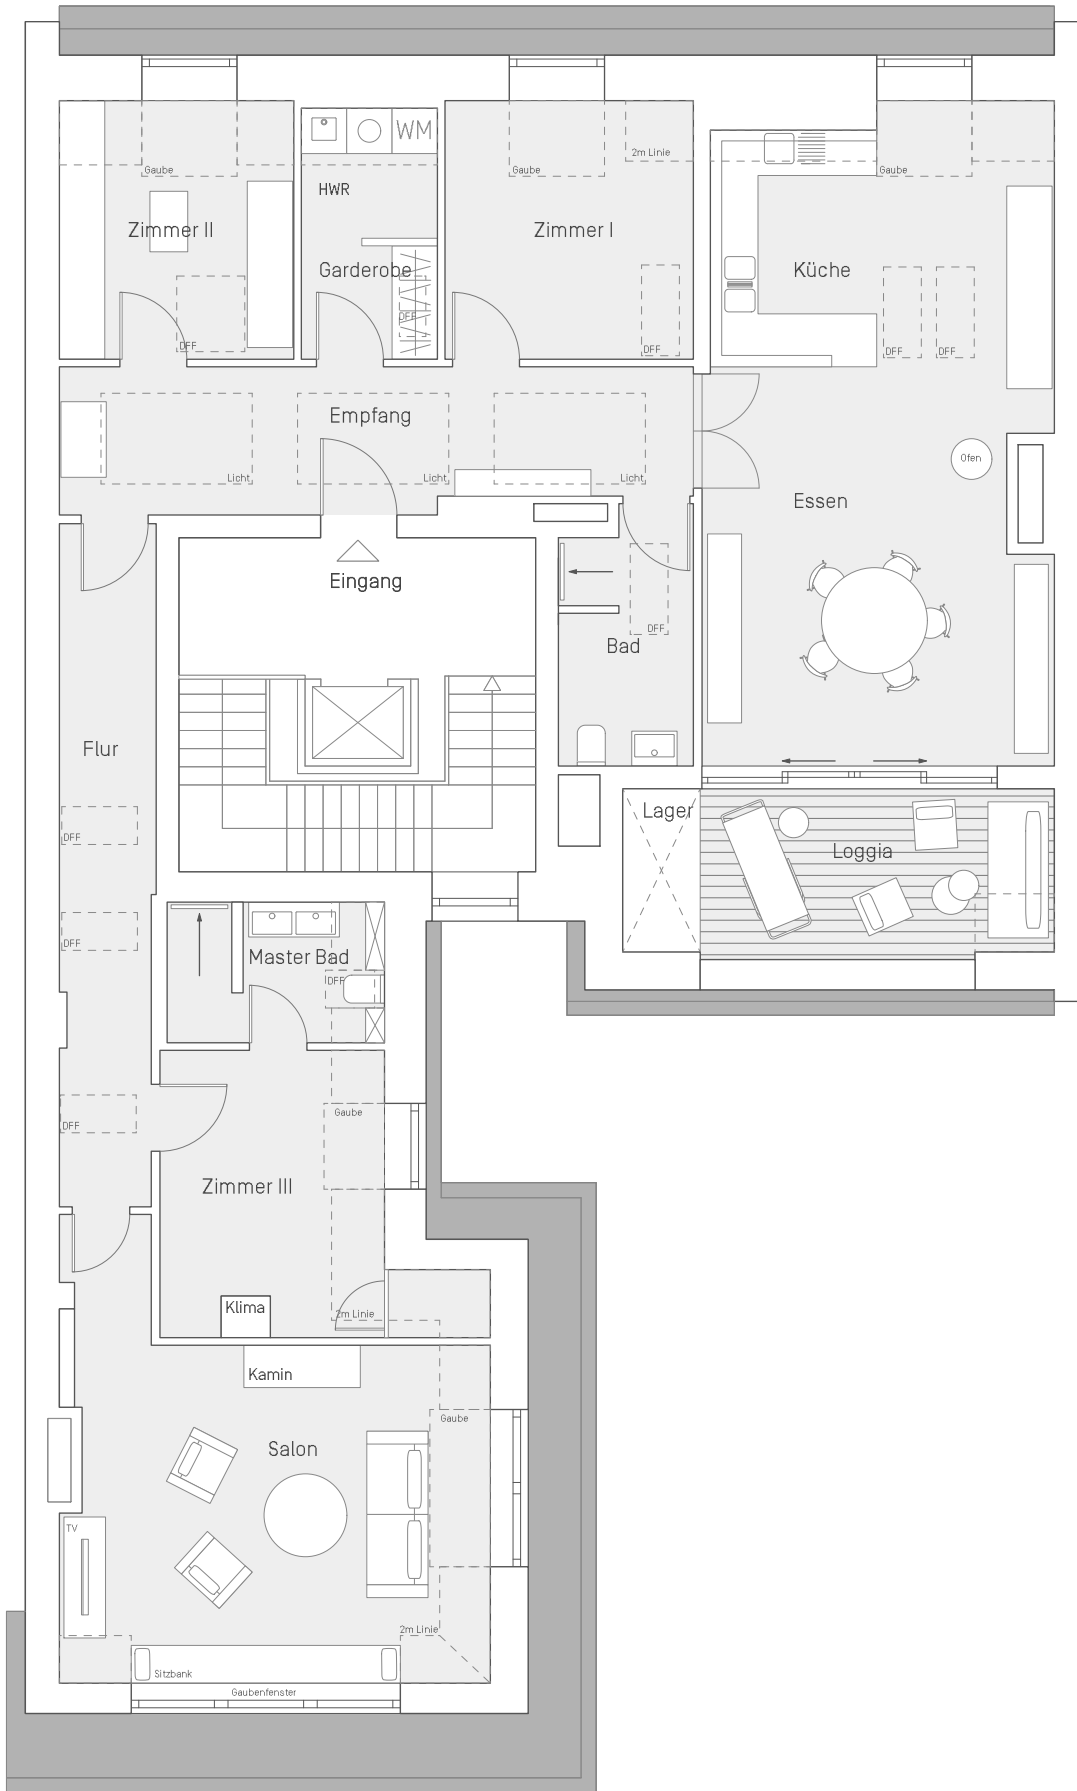 WM
2m Linie
Gaube
Gaube
Gaube
HWR
Zimmer II
Zimmer I
Garderobe
Küche
DFF
DFF
DFF
DFF
DFF
Empfang
Licht
Licht
Licht
Ofen
Essen
Eingang
DFF
Bad
Flur
Lager
DFF
Loggia
DFF
Master Bad
DFF
Gaube
DFF
Zimmer III
Klima
2m Linie
Kamin
Gaube
Salon
TV
2m Linie
Sitzbank
Gaubenfenster